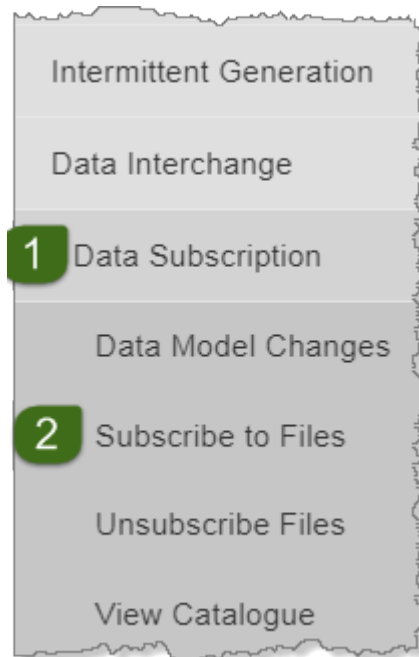 Intermittent Generation
Data Interchange
1 Data Subscription
Data Model Changes
2 Subscribe to Files
Unsubscribe Files
View Catalogue